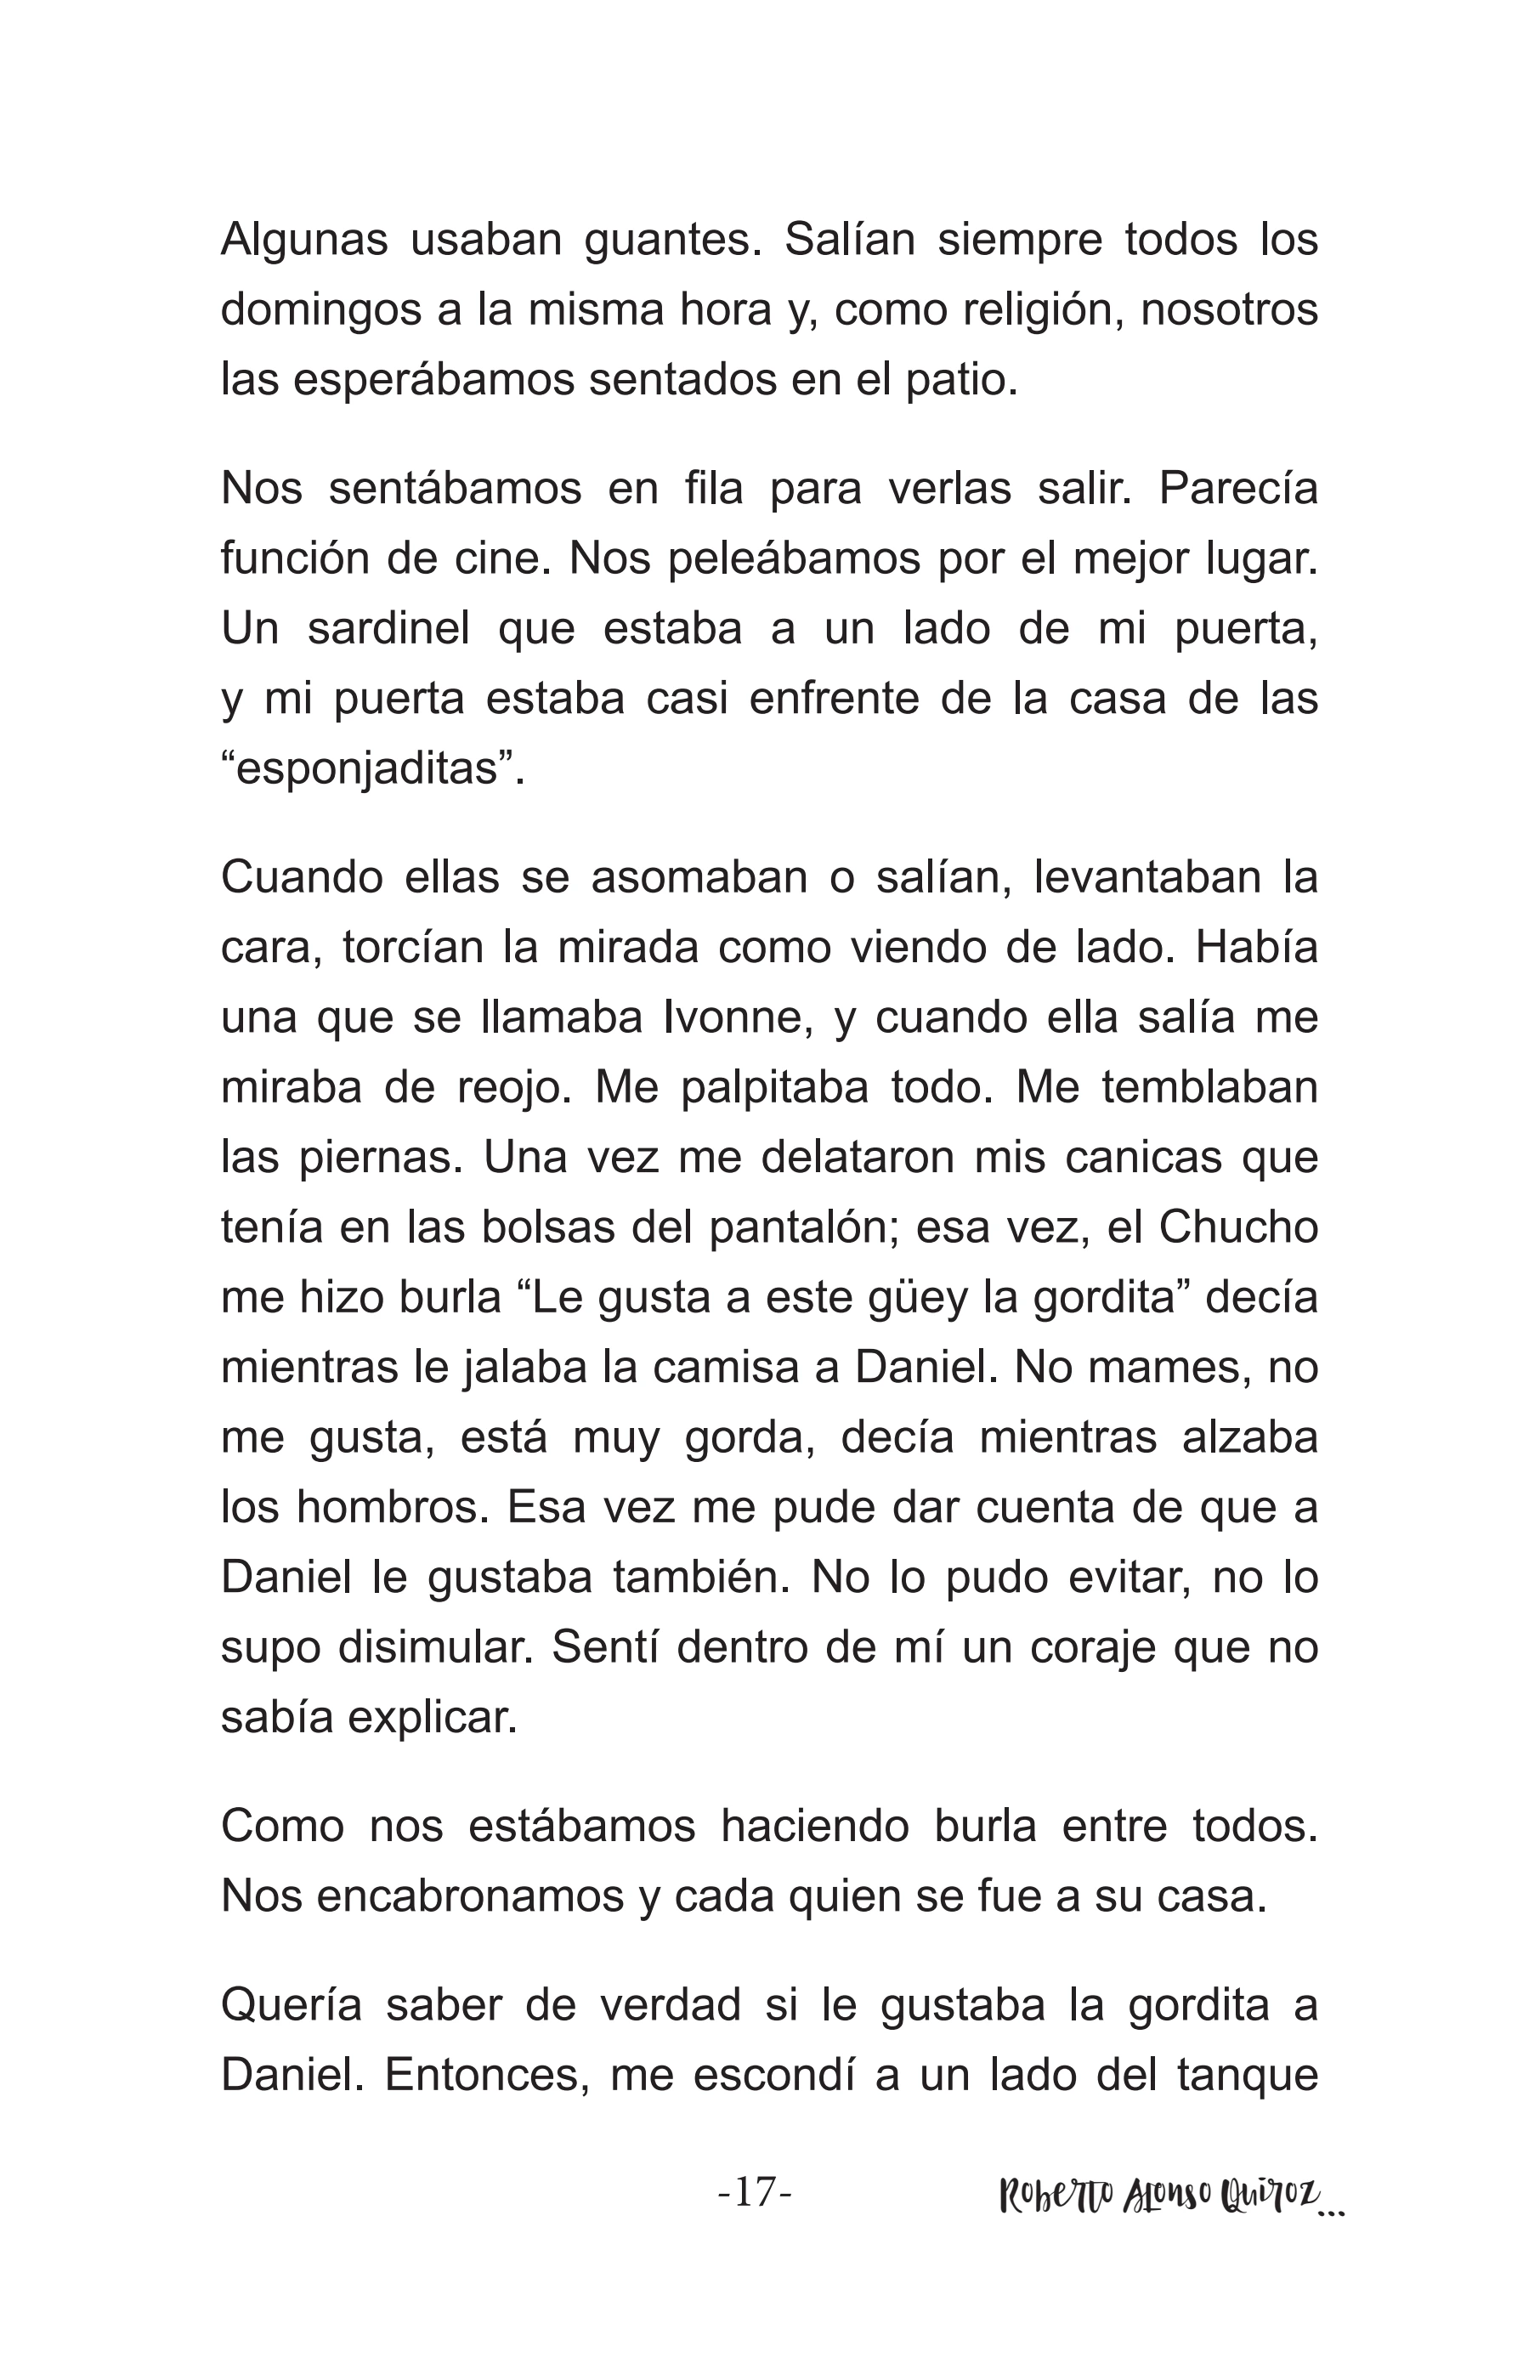 Algunas usaban guantes. Salían siempre todos los
domingos a la misma hora y, como religión, nosotros
las esperábamos sentados en el patio.
Nos sentábamos en fila para verlas salir. Parecía
función de cine. Nos peleábamos por el mejor lugar.
Un sardinel que estaba a un lado de mi puerta,
y mi puerta estaba casi enfrente de la casa de las
“esponjaditas”.
Cuando ellas se asomaban o salían, levantaban la
cara, torcían la mirada como viendo de lado. Había
una que se llamaba Ivonne, y cuando ella salía me
miraba de reojo. Me palpitaba todo. Me temblaban
las piernas. Una vez me delataron mis canicas que
tenía en las bolsas del pantalón; esa vez, el Chucho
me hizo burla “Le gusta a este güey la gordita” decía
mientras le jalaba la camisa a Daniel. No mames, no
me gusta, está muy gorda, decía mientras alzaba
los hombros. Esa vez me pude dar cuenta de que a
Daniel le gustaba también. No lo pudo evitar, no lo
supo disimular. Sentí dentro de mí un coraje que no
sabía explicar.
Como nos estábamos haciendo burla entre todos.
Nos encabronamos y cada quien se fue a su casa.
Quería saber de verdad si le gustaba la gordita a
Daniel. Entonces, me escondí a un lado del tanque
-17- Roberto Alonso Quiroz...